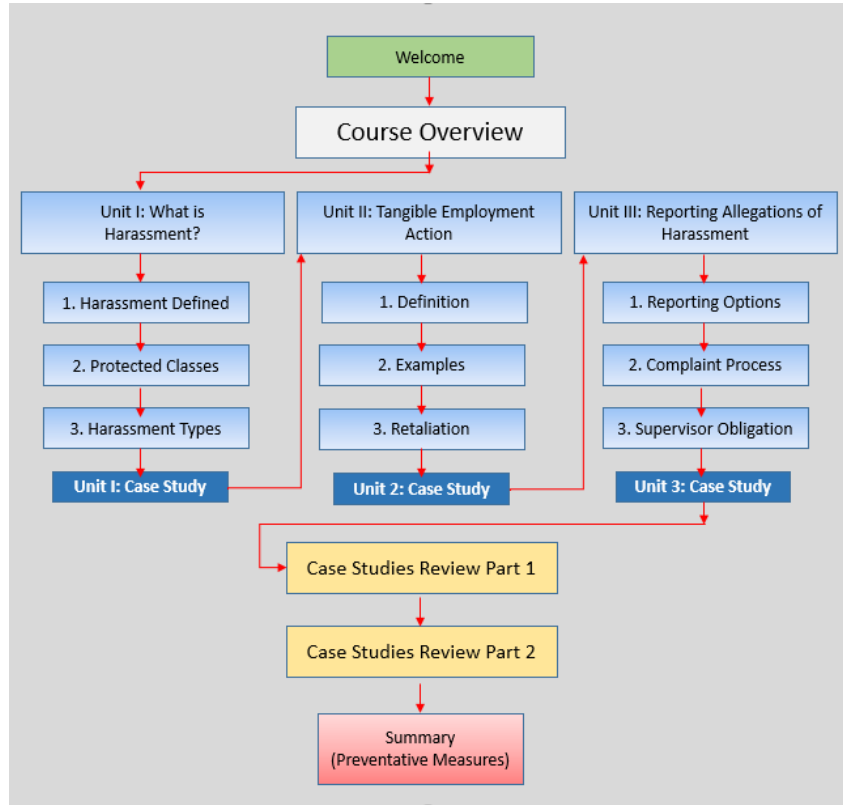 Welcome
Course Overview
Unit I: What is
Harassment?
1. Harassment Defined
2. Protected Classes
3. Harassment Types
Unit I: Case Study
Unit II: Tangible Employment
Action
1. Definition
2. Examples
3. Retaliation
Unit 2: Case Study
Unit III: Reporting Allegations of
Harassment
1. Reporting Options
2. Complaint Process
3. Supervisor Obligation
Unit 3: Case Study
Case Studies Review Part 1
Case Studies Review Part 2
Summary
(Preventative Measures)